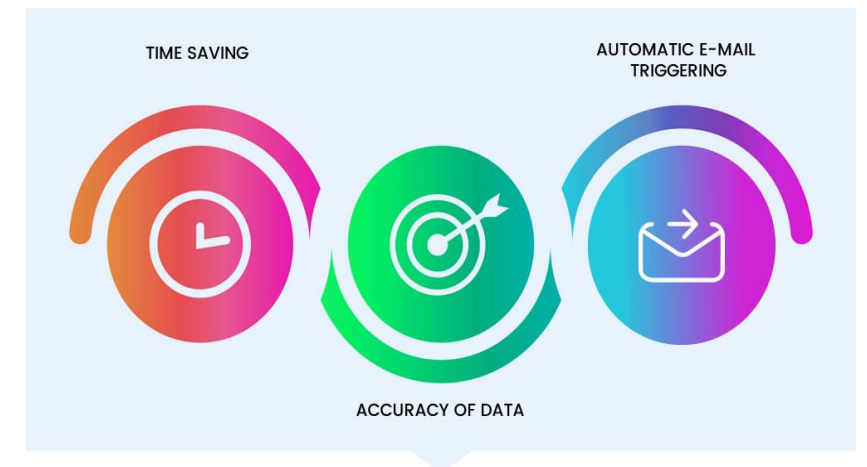 TIME SAVING
AUTOMATIC E-MAIL
TRIGGERING
ACCURACY OF DATA